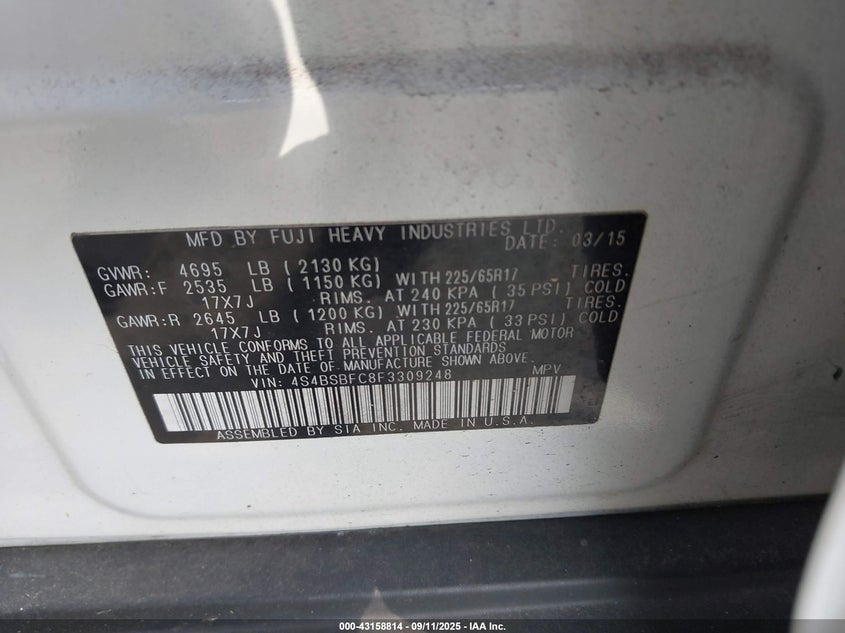 MFD BY FUJI HEAVY INDUSTRIES LTD.
DATE: 03/15
GVWR: 4695 LB (2130 KG)
GAWR:F 2535 LB (1150 KG) WITH 225/65R17 TIRES.
17X7J RIMS. AT 240 KPA (35 PSI) COLD
GAWR:R 2645 LB (1200 KG) WITH 225/65R17 TIRES.
17X7J RIMS. AT 230 KPA (33 PSI) COLD
THIS VEHICLE CONFORMS TO ALL APPLICABLE FEDERAL MOTOR
VEHICLE SAFETY AND THEFT PREVENTION STANDARDS
IN EFFECT ON THE DATE OF MANUFACTURE SHOWN ABOVE.
VIN: 4S4BSBFC8F3309248 MPV
ASSEMBLED BY SIA INC. MADE IN U.S.A.
000-43158814 - 09/11/2025 - IAA Inc.